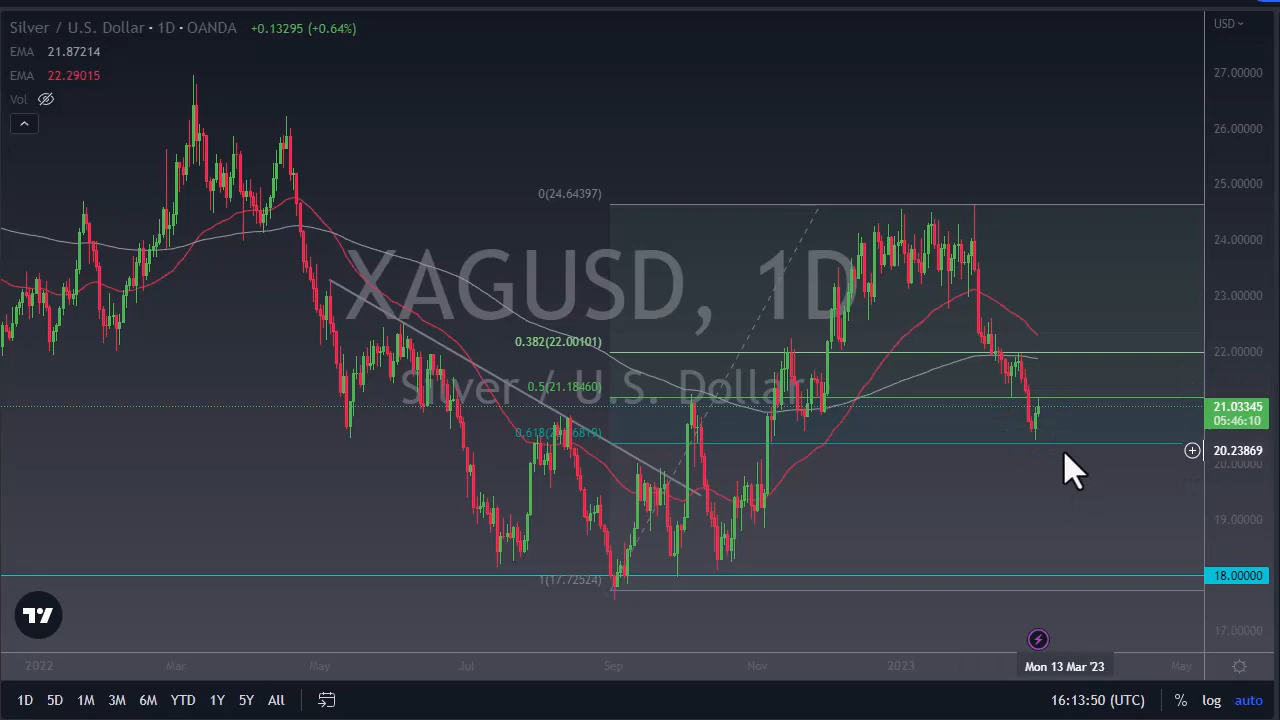 Silver / U.S. Dollar · 1D · OANDA +0.13295 (+0.64%)
USD
EMA 21.87214
EMA 22.29015
Vol
27.00000
26.00000
25.00000
24.00000
23.00000
22.00000
21.03345
05:46:10
20.23869
20.00000
19.00000
18.00000
17.00000
XAGUSD, 1D
Silver / U.S. Dollar
0(24.64397)
0.382(22.00101)
0.5(21.18460)
1(17.72524)
2022 Mar May Jul Sep Nov 2023 Mon 13 Mar '23 May
1D 5D 1M 3M 6M YTD 1Y 5Y All 16:13:50 (UTC) % log auto